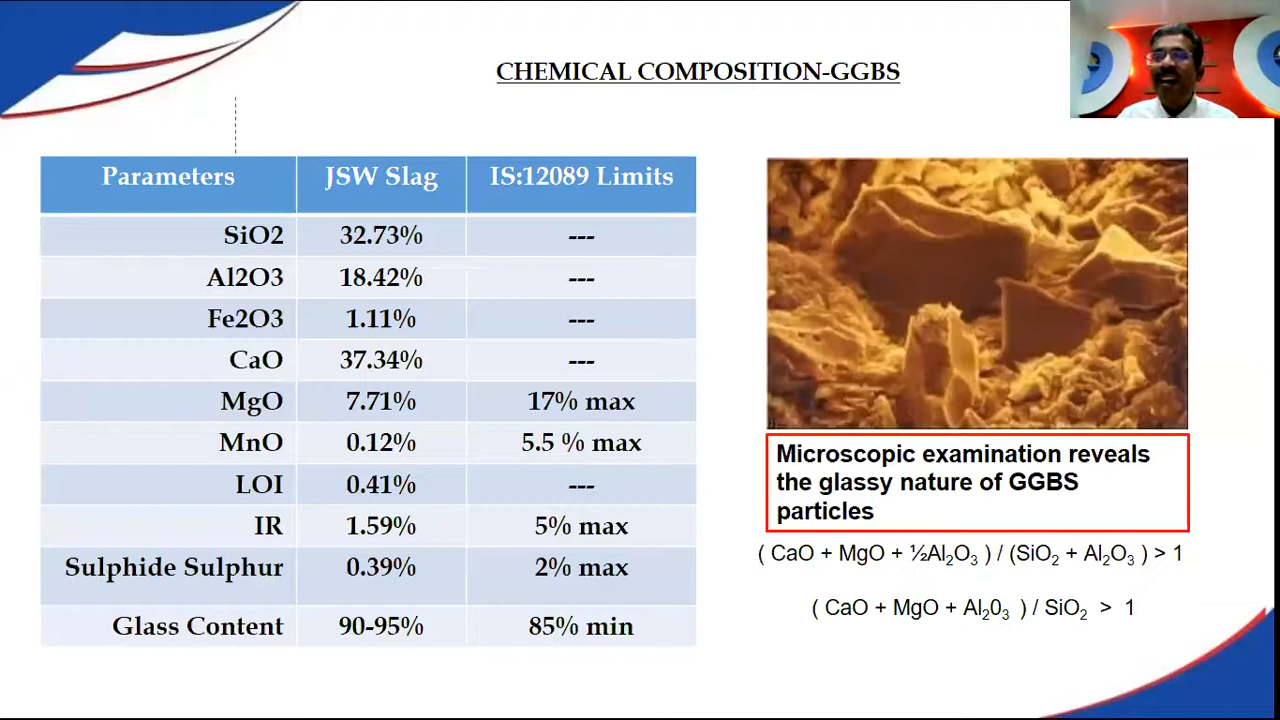 CHEMICAL COMPOSITION-GGBS
Parameters JSW Slag IS:12089 Limits
SiO2 32.73% ---
Al2O3 18.42% ---
Fe2O3 1.11% ---
CaO 37.34% ---
MgO 7.71% 17% max
MnO 0.12% 5.5 % max
LOI 0.41% ---
IR 1.59% 5% max
Sulphide Sulphur 0.39% 2% max
Glass Content 90-95% 85% min
Microscopic examination reveals
the glassy nature of GGBS
particles
( CaO + MgO + ½Al₂O₃ ) / (SiO₂ + Al₂O₃ ) > 1
( CaO + MgO + Al₂0₃ ) / SiO₂ > 1